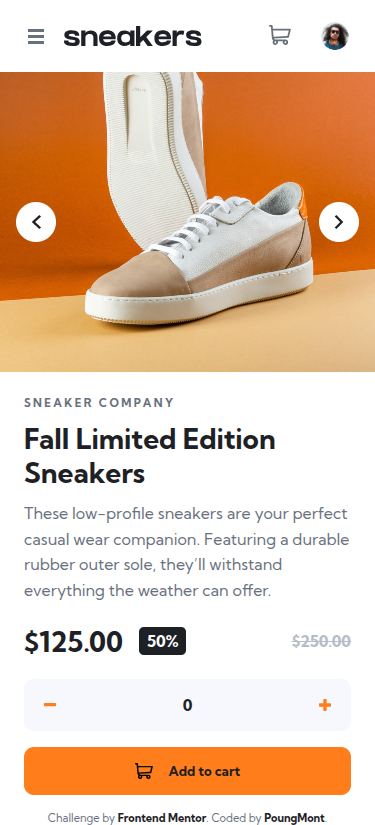 sneakers
SNEAKER COMPANY
Fall Limited Edition
Sneakers
These low-profile sneakers are your perfect
casual wear companion. Featuring a durable
rubber outer sole, they’ll withstand
everything the weather can offer.
$125.00 50% $250.00
0
Add to cart
Challenge by Frontend Mentor. Coded by PoungMont.